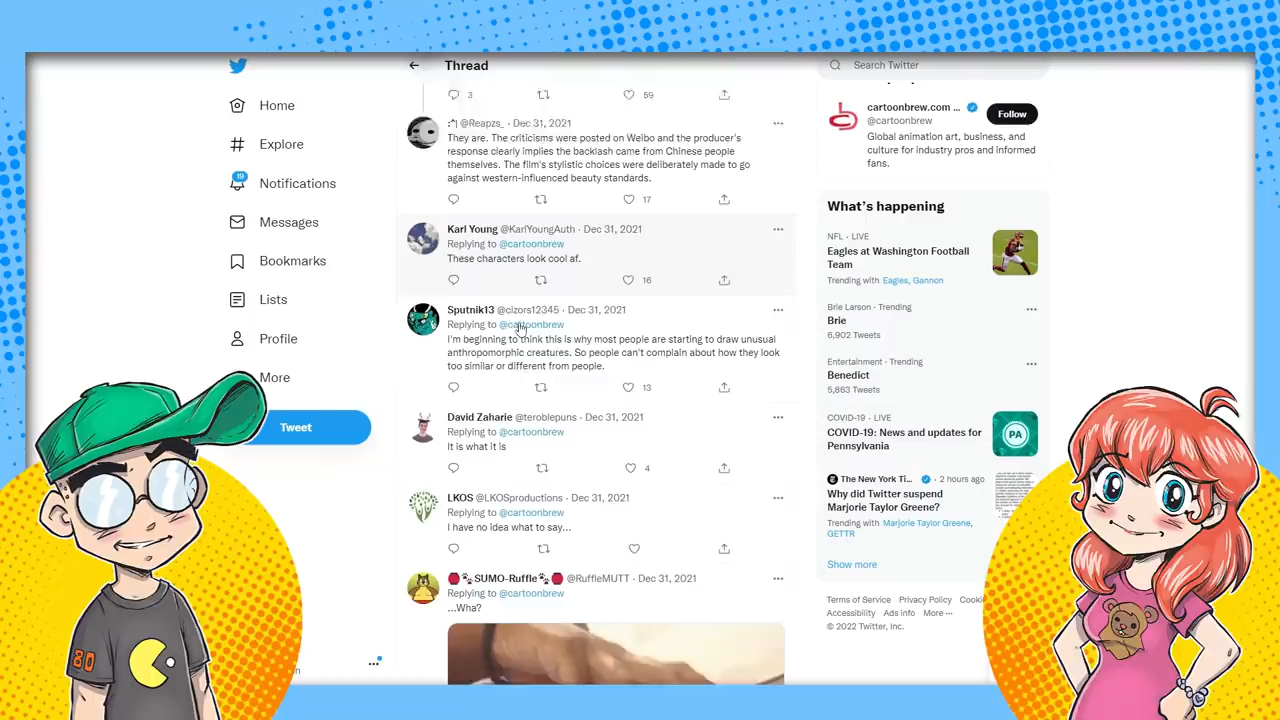 Home
Explore
19
Notifications
Messages
Bookmarks
Lists
Profile
More
Tweet
Thread
3
59
:*| @Reapzs_ · Dec 31, 2021
They are. The criticisms were posted on Weibo and the producer's
response clearly implies the backlash came from Chinese people
themselves. The film's stylistic choices were deliberately made to go
against western-influenced beauty standards.
17
Karl Young @KarlYoungAuth · Dec 31, 2021
Replying to @cartoonbrew
These characters look cool af.
16
Sputnik13 @cizors12345 · Dec 31, 2021
Replying to @cartoonbrew
I'm beginning to think this is why most people are starting to draw unusual
anthropomorphic creatures. So people can't complain about how they look
too similar or different from people.
13
David Zaharie @teroblepuns · Dec 31, 2021
Replying to @cartoonbrew
It is what it is
4
LKOS @LKOSproductions · Dec 31, 2021
Replying to @cartoonbrew
I have no Idea what to say...
SUMO-Ruffle @RuffleMUTT · Dec 31, 2021
Replying to @cartoonbrew
...Wha?
Search Twitter
cartoonbrew.com ...
@cartoonbrew
Follow
Global animation art, business, and
culture for industry pros and informed
fans.
What's happening
NFL · LIVE
Eagles at Washington Football
Team
Trending with Eagles, Gannon
Brie Larson · Trending
Brie
6,902 Tweets
Entertainment · Trending
Benedict
5,863 Tweets
COVID-19 · LIVE
COVID-19: News and updates for
Pennsylvania
PA
The New York Ti... · 2 hours ago
Why did Twitter suspend
Marjorie Taylor Greene?
Trending with Marjorie Taylor Greene,
GETTR
Show more
Terms of Service Privacy Policy Cooki
Accessibility Ads info More ···
© 2022 Twitter, Inc.
80